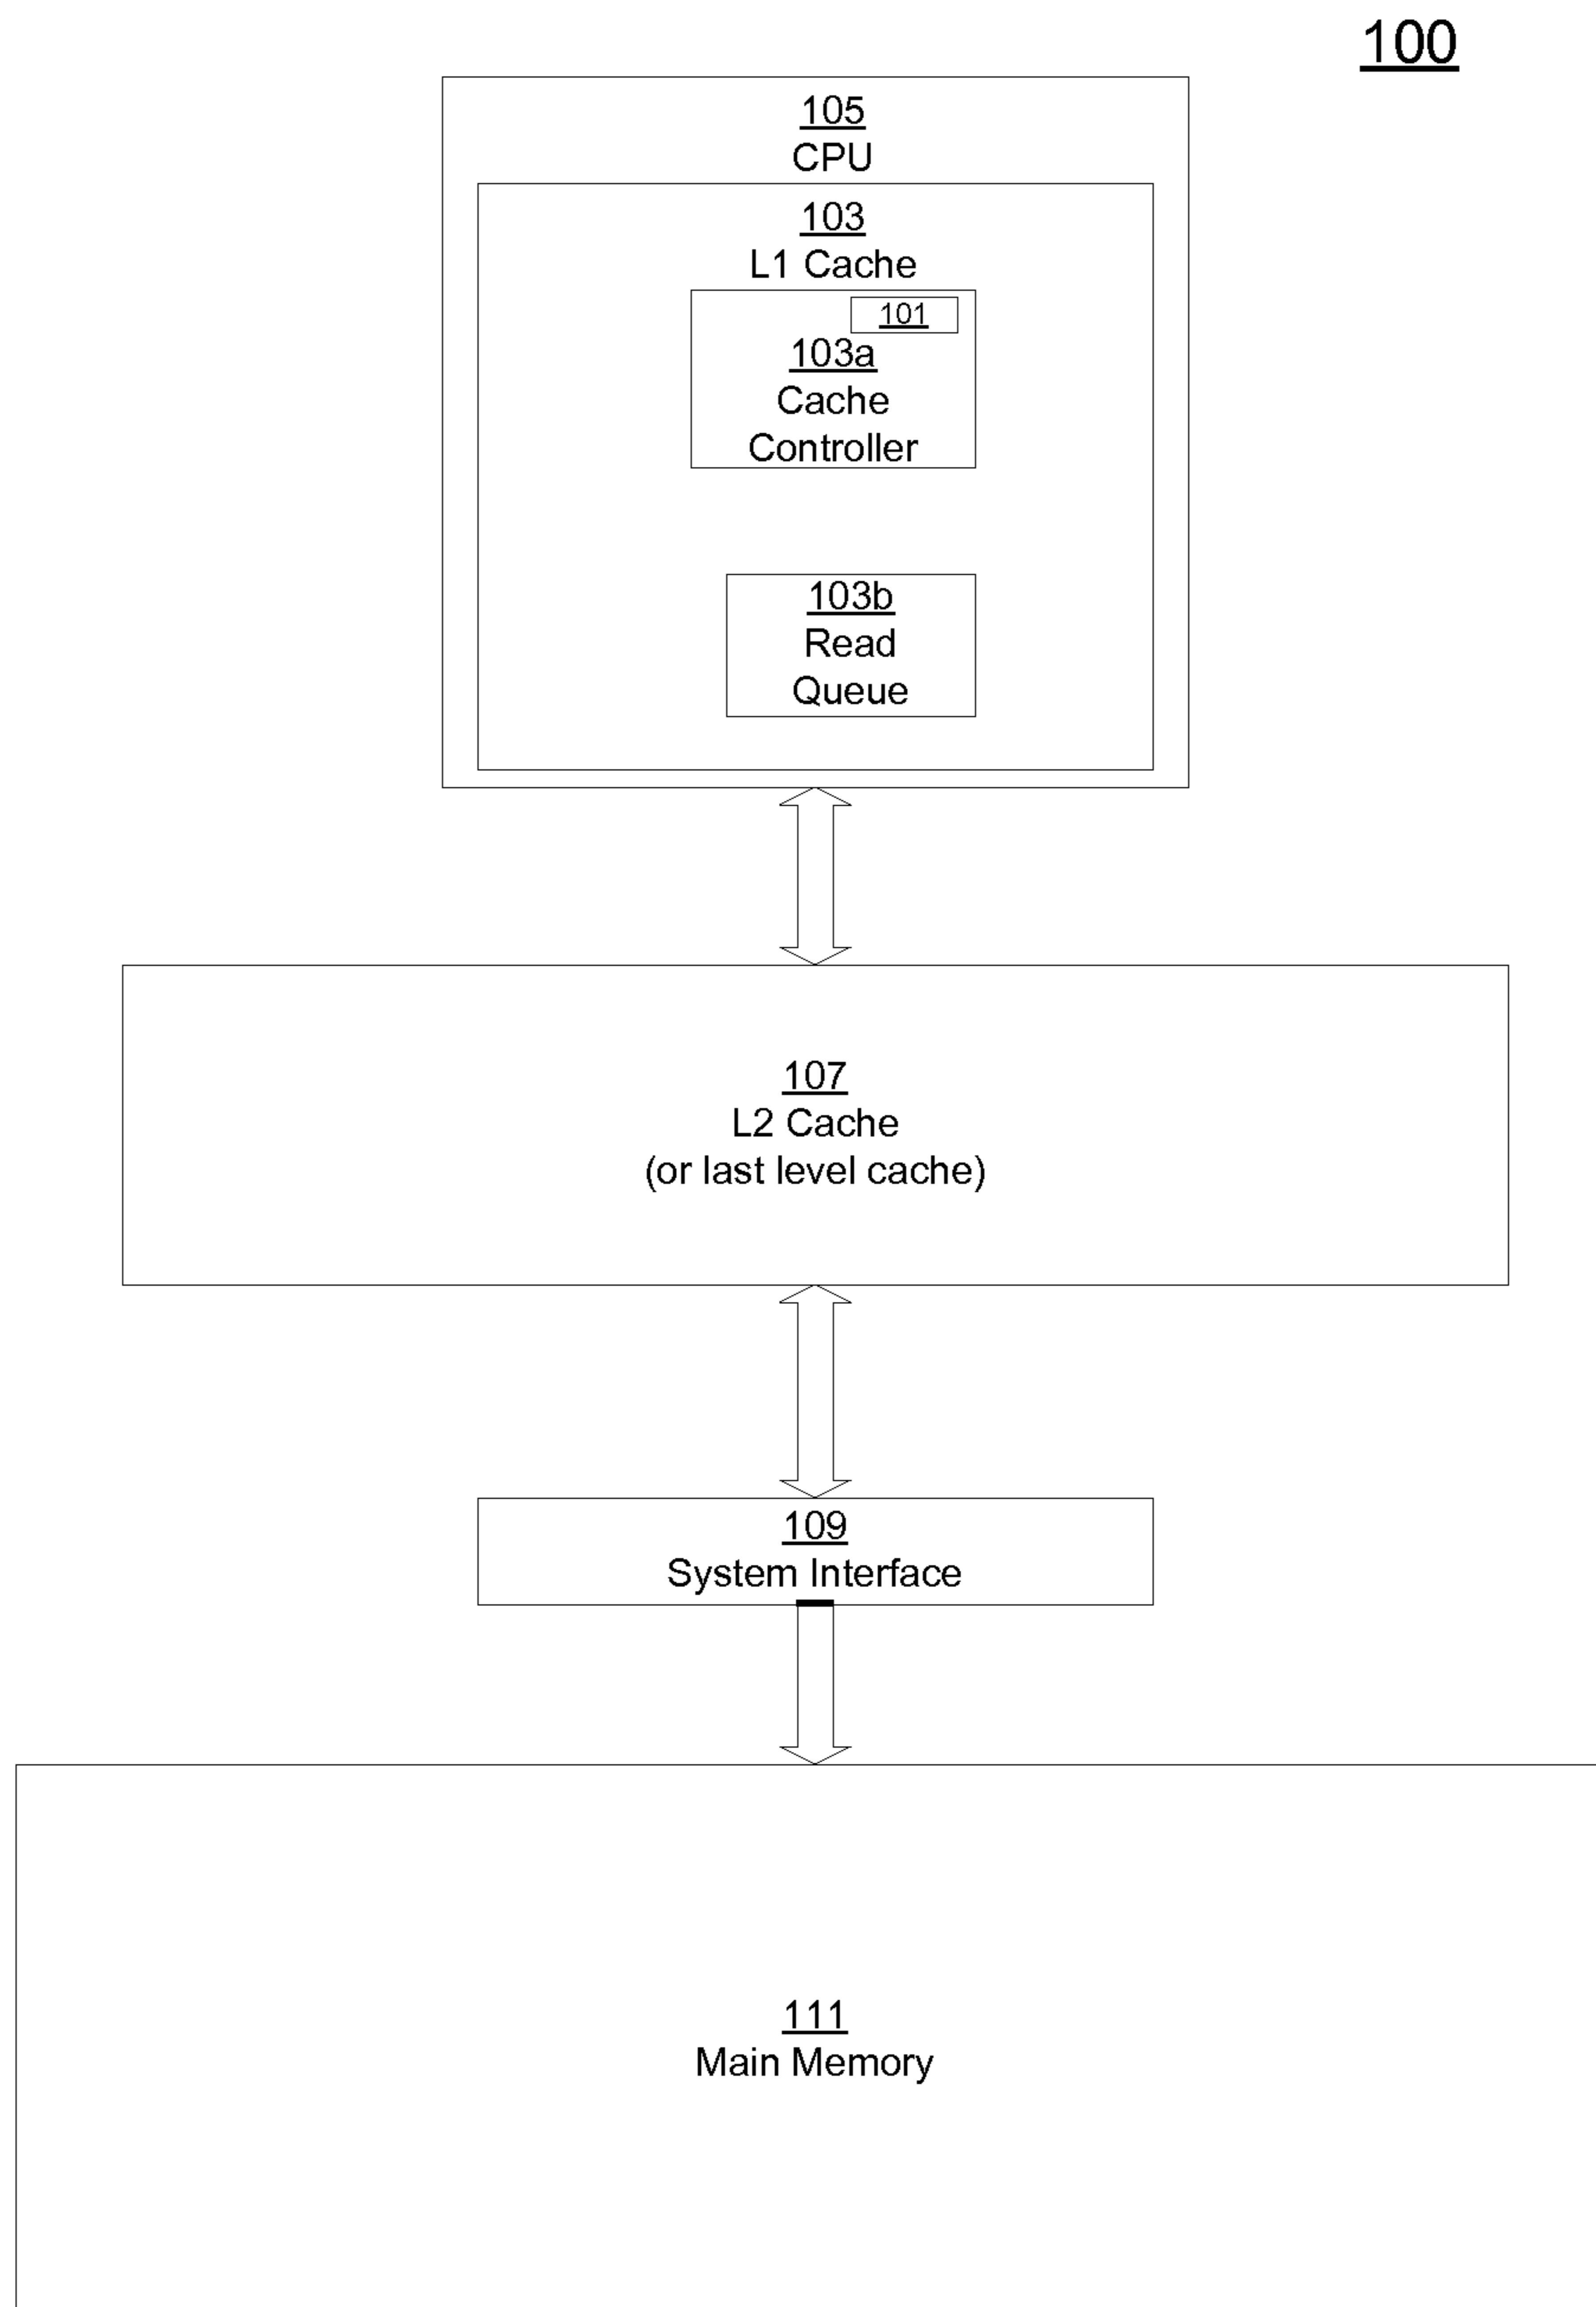 100
105
CPU
103
L1 Cache
101
103a
Cache
Controller
103b
Read
Queue
107
L2 Cache
(or last level cache)
109
System Interface
111
Main Memory